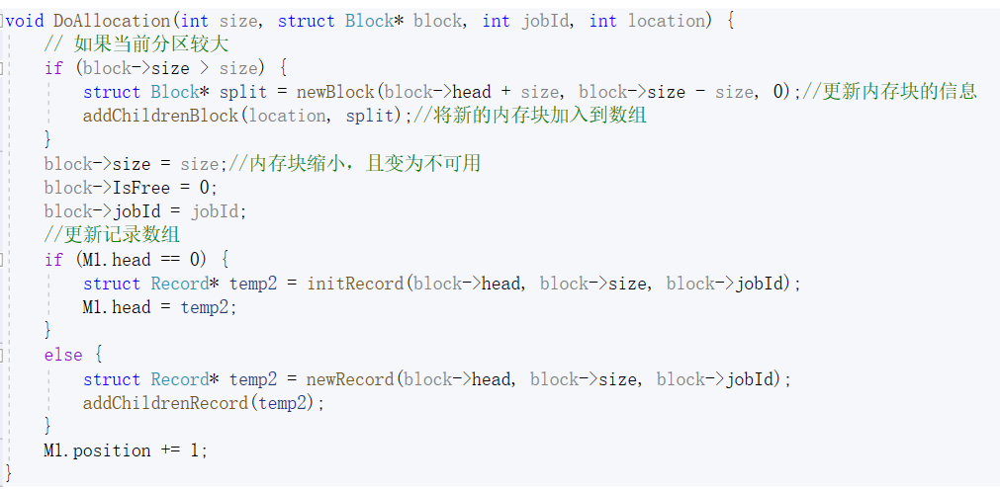 void DoAllocation(int size, struct Block* block, int jobId, int location) {
    // 如果当前分区较大
    if (block->size > size) {
        struct Block* split = newBlock(block->head + size, block->size - size, 0);//更新内存块的信息
        addChildrenBlock(location, split);//将新的内存块加入到数组
    }
    block->size = size;//内存块缩小，且变为不可用
    block->IsFree = 0;
    block->jobId = jobId;
    //更新记录数组
    if (M1.head == 0) {
        struct Record* temp2 = initRecord(block->head, block->size, block->jobId);
        M1.head = temp2;
    }
    else {
        struct Record* temp2 = newRecord(block->head, block->size, block->jobId);
        addChildrenRecord(temp2);
    }
    M1.position += 1;
}